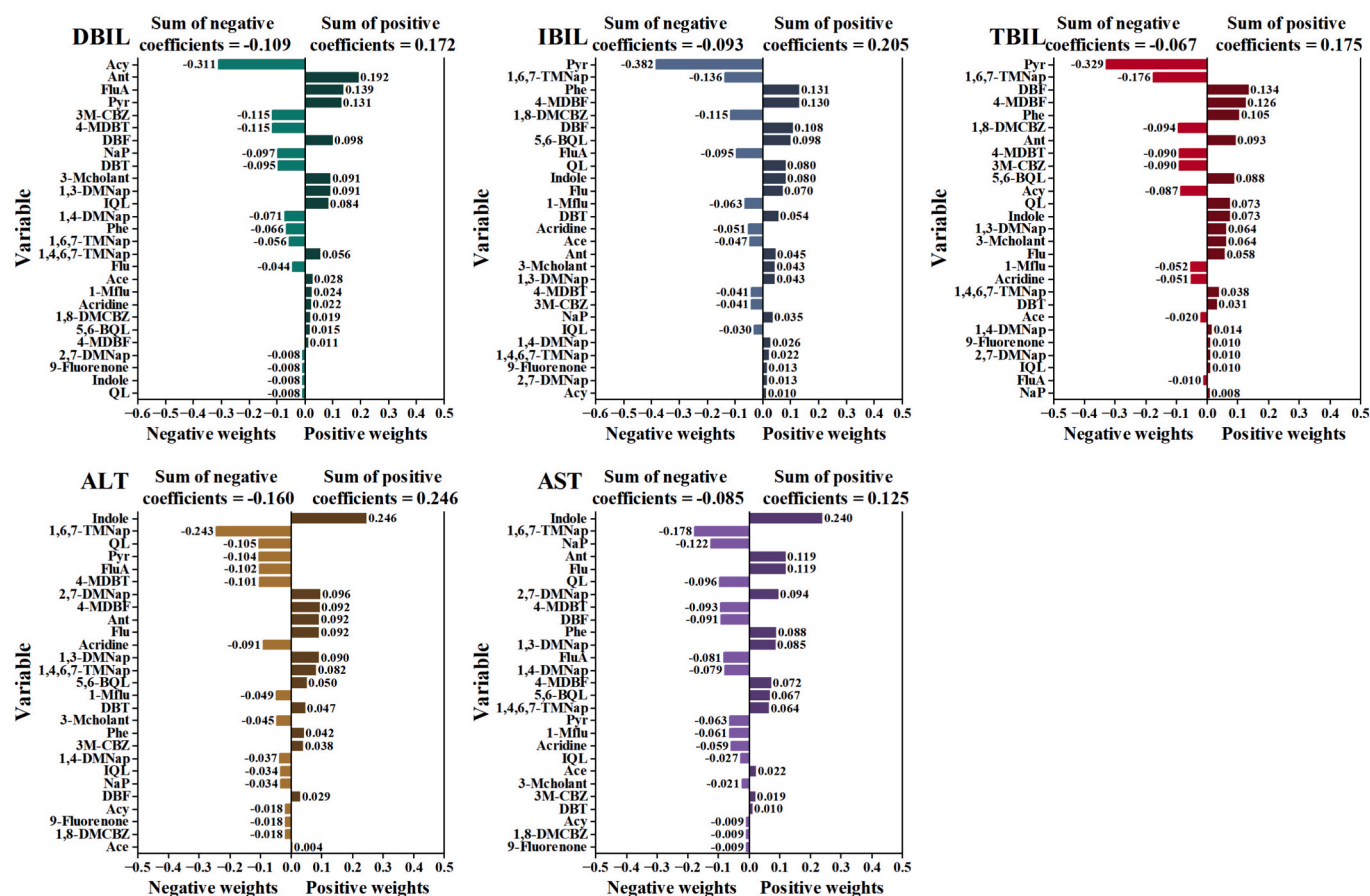 DBIL
Sum of negative
coefficients = -0.109
Sum of positive
coefficients = 0.172
Variable
Acy -0.311
Ant 0.192
FluA 0.139
Pyr 0.131
3M-CBZ -0.115
4-MDBT -0.115
DBF 0.098
NaP -0.097
DBT -0.095
3-Mcholant 0.091
1,3-DMNap 0.091
IQL 0.084
1,4-DMNap -0.071
Phe -0.066
1,6,7-TMNap -0.056
1,4,6,7-TMNap 0.056
Flu -0.044
Ace 0.028
1-Mflu 0.024
Acridine 0.022
1,8-DMCBZ 0.019
5,6-BQL 0.015
4-MDBF 0.011
2,7-DMNap -0.008
9-Fluorenone -0.008
Indole -0.008
QL -0.008
−0.6 −0.5 −0.4 −0.3 −0.2 −0.1 0.0 0.1 0.2 0.3 0.4 0.5
Negative weights Positive weights
IBIL
Sum of negative
coefficients = -0.093
Sum of positive
coefficients = 0.205
Variable
Pyr -0.382
1,6,7-TMNap -0.136
Phe 0.131
4-MDBF 0.130
1,8-DMCBZ -0.115
DBF 0.108
5,6-BQL 0.098
FluA -0.095
QL 0.080
Indole 0.080
Flu 0.070
1-Mflu -0.063
DBT 0.054
Acridine -0.051
Ace -0.047
Ant 0.045
3-Mcholant 0.043
1,3-DMNap 0.043
4-MDBT -0.041
3M-CBZ -0.041
NaP 0.035
IQL -0.030
1,4-DMNap 0.026
1,4,6,7-TMNap 0.022
9-Fluorenone 0.013
2,7-DMNap 0.013
Acy 0.010
−0.6 −0.5 −0.4 −0.3 −0.2 −0.1 0.0 0.1 0.2 0.3 0.4 0.5
Negative weights Positive weights
TBIL
Sum of negative
coefficients = -0.067
Sum of positive
coefficients = 0.175
Variable
Pyr -0.329
1,6,7-TMNap -0.176
DBF 0.134
4-MDBF 0.126
Phe 0.105
1,8-DMCBZ -0.094
Ant 0.093
4-MDBT -0.090
3M-CBZ -0.090
5,6-BQL 0.088
Acy -0.087
QL 0.073
Indole 0.073
1,3-DMNap 0.064
3-Mcholant 0.064
Flu 0.058
1-Mflu -0.052
Acridine -0.051
1,4,6,7-TMNap 0.038
DBT 0.031
Ace -0.020
1,4-DMNap 0.014
9-Fluorenone 0.010
2,7-DMNap 0.010
IQL 0.010
FluA -0.010
NaP 0.008
−0.5 −0.4 −0.3 −0.2 −0.1 0.0 0.1 0.2 0.3 0.4 0.5
Negative weights Positive weights
ALT
Sum of negative
coefficients = -0.160
Sum of positive
coefficients = 0.246
Variable
Indole 0.246
1,6,7-TMNap -0.243
QL -0.105
Pyr -0.104
FluA -0.102
4-MDBT -0.101
2,7-DMNap 0.096
4-MDBF 0.092
Ant 0.092
Flu 0.092
Acridine -0.091
1,3-DMNap 0.090
1,4,6,7-TMNap 0.082
5,6-BQL 0.050
1-Mflu -0.049
DBT 0.047
3-Mcholant -0.045
Phe 0.042
3M-CBZ 0.038
1,4-DMNap -0.037
IQL -0.034
NaP -0.034
DBF 0.029
Acy -0.018
9-Fluorenone -0.018
1,8-DMCBZ -0.018
Ace 0.004
−0.5 −0.4 −0.3 −0.2 −0.1 0.0 0.1 0.2 0.3 0.4 0.5
Negative weights Positive weights
AST
Sum of negative
coefficients = -0.085
Sum of positive
coefficients = 0.125
Variable
Indole 0.240
1,6,7-TMNap -0.178
NaP -0.122
Ant 0.119
Flu 0.119
QL -0.096
2,7-DMNap 0.094
4-MDBT -0.093
DBF -0.091
Phe 0.088
1,3-DMNap 0.085
FluA -0.081
1,4-DMNap -0.079
4-MDBF 0.072
5,6-BQL 0.067
1,4,6,7-TMNap 0.064
Pyr -0.063
1-Mflu -0.061
Acridine -0.059
IQL -0.027
Ace 0.022
3-Mcholant -0.021
3M-CBZ 0.019
DBT 0.010
Acy -0.009
1,8-DMCBZ -0.009
9-Fluorenone -0.009
−0.6 −0.5 −0.4 −0.3 −0.2 −0.1 0.0 0.1 0.2 0.3 0.4 0.5
Negative weights Positive weights